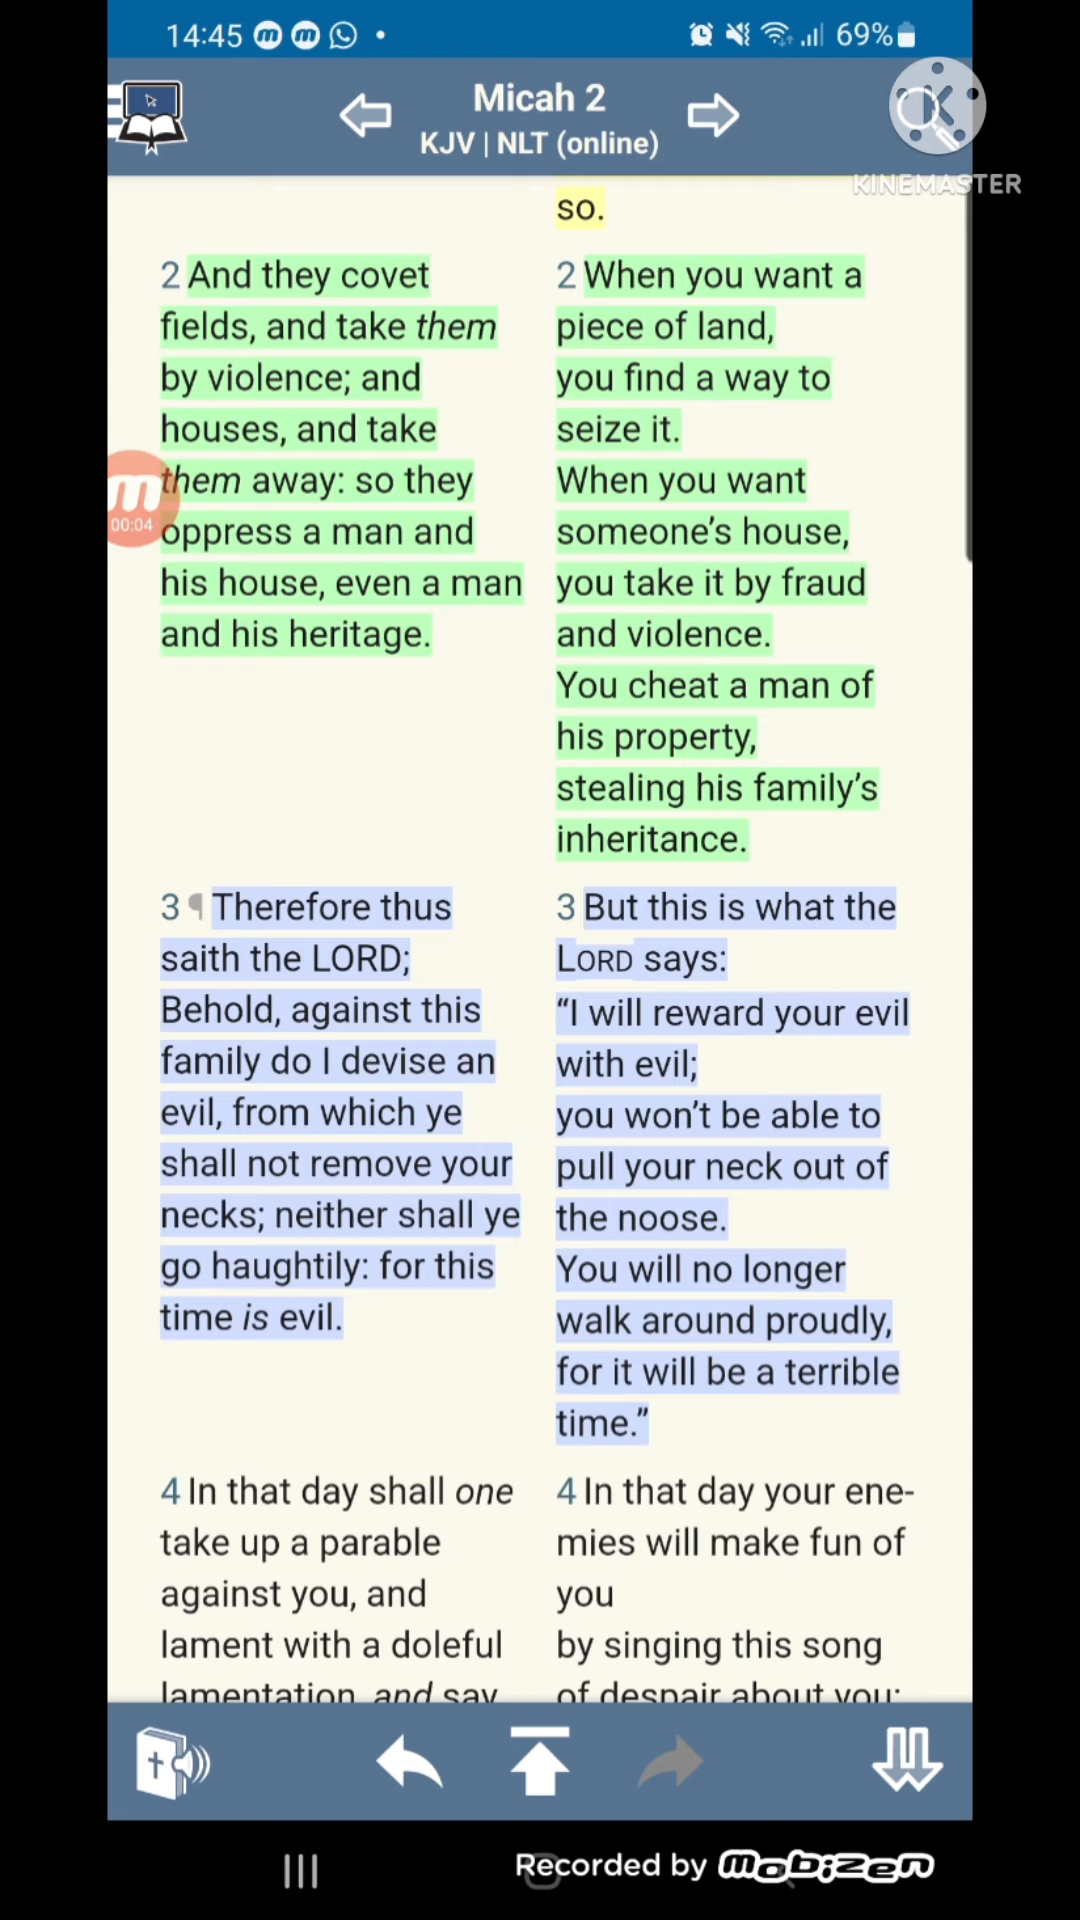 14:45
69%
Micah 2
KJV | NLT (online)
KINEMASTER
2 And they covet
fields, and take them
by violence; and
houses, and take
them away: so they
oppress a man and
his house, even a man
and his heritage.
3 ¶ Therefore thus
saith the LORD;
Behold, against this
family do I devise an
evil, from which ye
shall not remove your
necks; neither shall ye
go haughtily: for this
time is evil.
4 In that day shall one
take up a parable
against you, and
lament with a doleful
lamentation, and say,
so.
2 When you want a
piece of land,
you find a way to
seize it.
When you want
someone’s house,
you take it by fraud
and violence.
You cheat a man of
his property,
stealing his family’s
inheritance.
3 But this is what the
LORD says:
“I will reward your evil
with evil;
you won’t be able to
pull your neck out of
the noose.
You will no longer
walk around proudly,
for it will be a terrible
time.”
4 In that day your ene-
mies will make fun of
you
by singing this song
of despair about you:
00:04
Recorded by mobizen